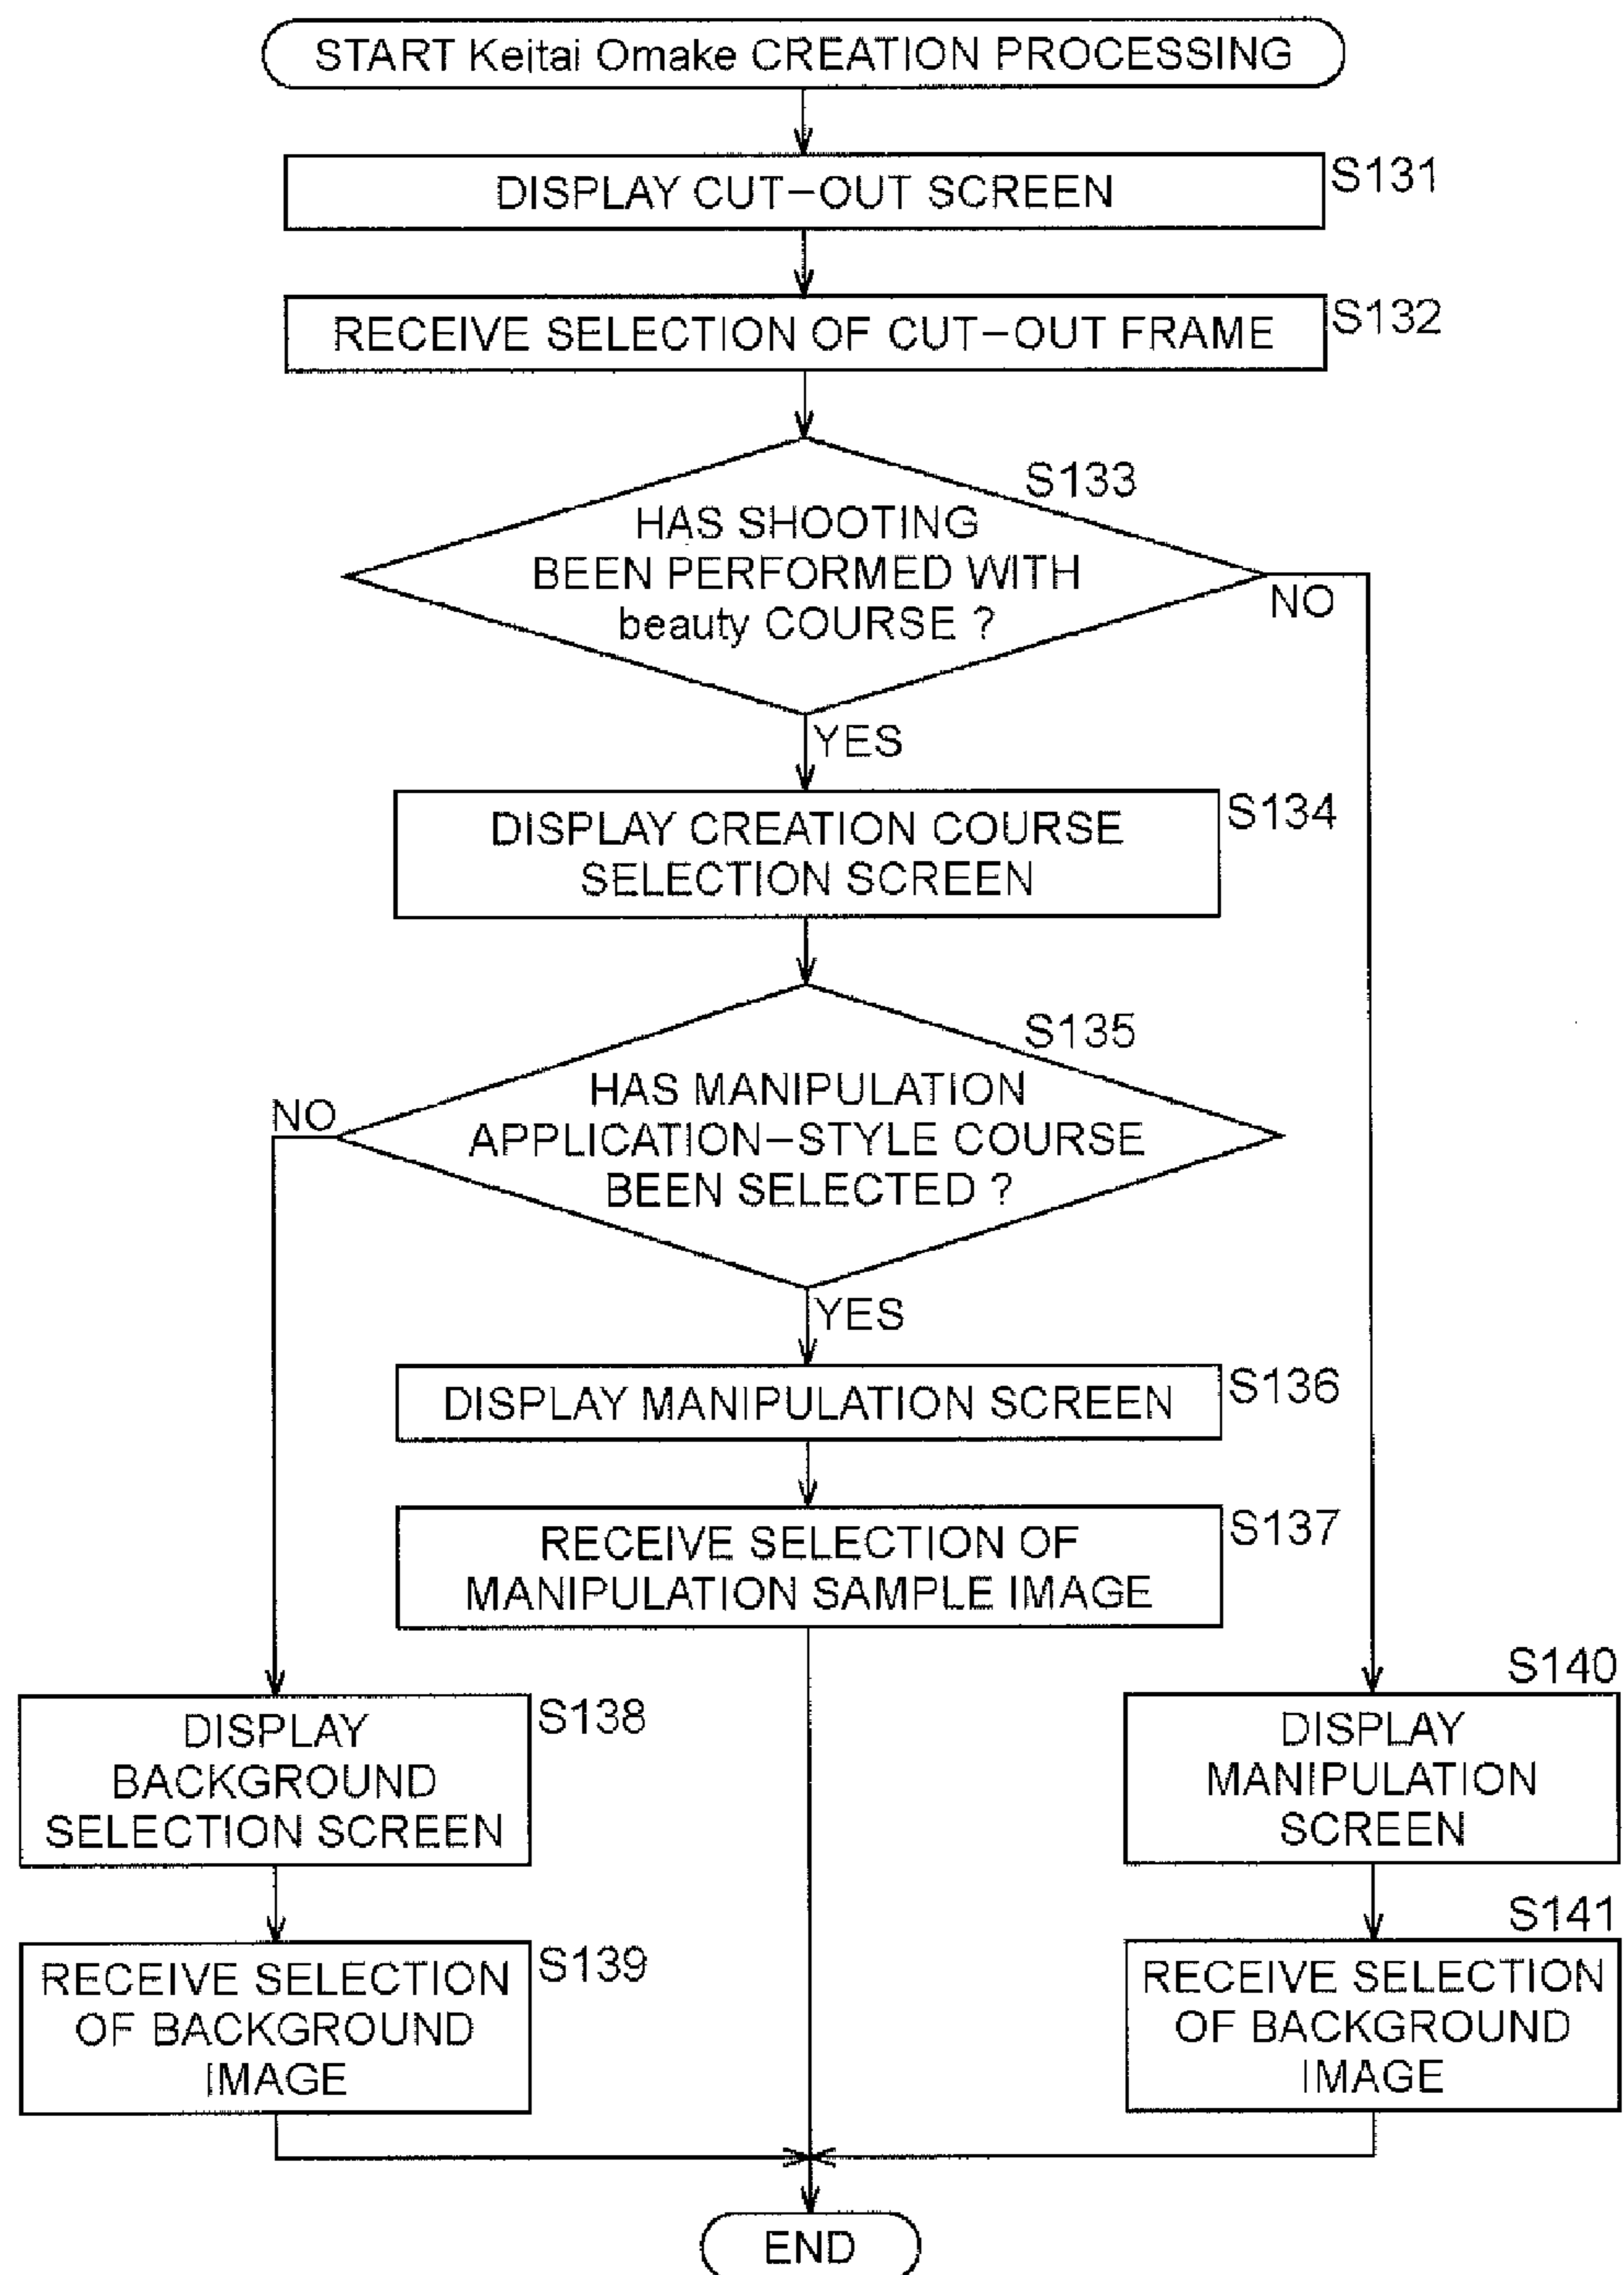 START Keitai Omake CREATION PROCESSING
DISPLAY CUT-OUT SCREEN
S131
RECEIVE SELECTION OF CUT-OUT FRAME
S132
S133
HAS SHOOTING
BEEN PERFORMED WITH
beauty COURSE ?
NO
YES
DISPLAY CREATION COURSE
SELECTION SCREEN
S134
S135
HAS MANIPULATION
APPLICATION-STYLE COURSE
BEEN SELECTED ?
NO
YES
DISPLAY MANIPULATION SCREEN
S136
RECEIVE SELECTION OF
MANIPULATION SAMPLE IMAGE
S137
DISPLAY
BACKGROUND
SELECTION SCREEN
S138
RECEIVE SELECTION
OF BACKGROUND
IMAGE
S139
S140
DISPLAY
MANIPULATION
SCREEN
S141
RECEIVE SELECTION
OF BACKGROUND
IMAGE
END